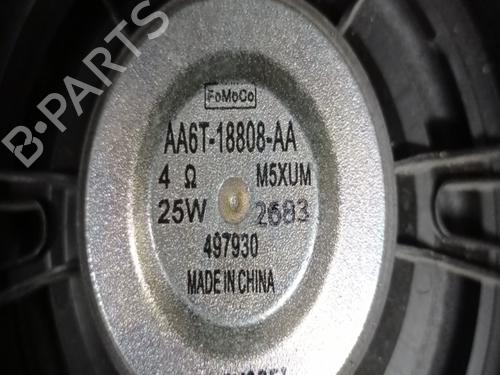 FoMoCo
AA6T-18808-AA
4 Ω M5XUM
25W 2683
497930
MADE IN CHINA
B-PARTS